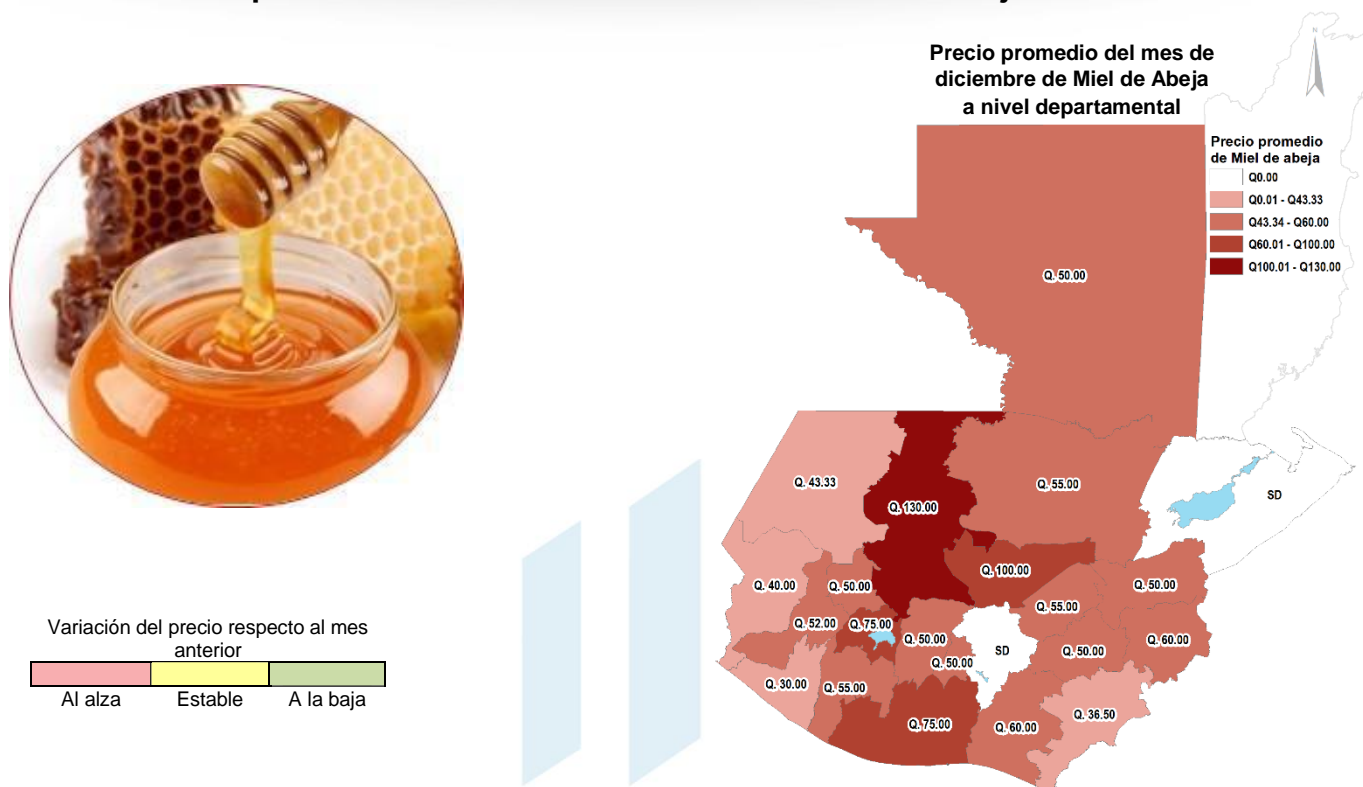 Precio promedio del mes de
diciembre de Miel de Abeja
a nivel departamental
N
Precio promedio
de Miel de abeja
Q0.00
Q0.01 - Q43.33
Q43.34 - Q60.00
Q60.01 - Q100.00
Q100.01 - Q130.00
Q. 50.00
Q. 43.33
Q. 130.00
Q. 55.00
SD
Q. 40.00
Q. 50.00
Q. 100.00
Q. 50.00
Q. 52.00
Q. 75.00
Q. 50.00
Q. 55.00
Q. 60.00
Q. 50.00
SD
Q. 50.00
Q. 30.00
Q. 55.00
Q. 75.00
Q. 60.00
Q. 36.50
Variación del precio respecto al mes
anterior
Al alza
Estable
A la baja